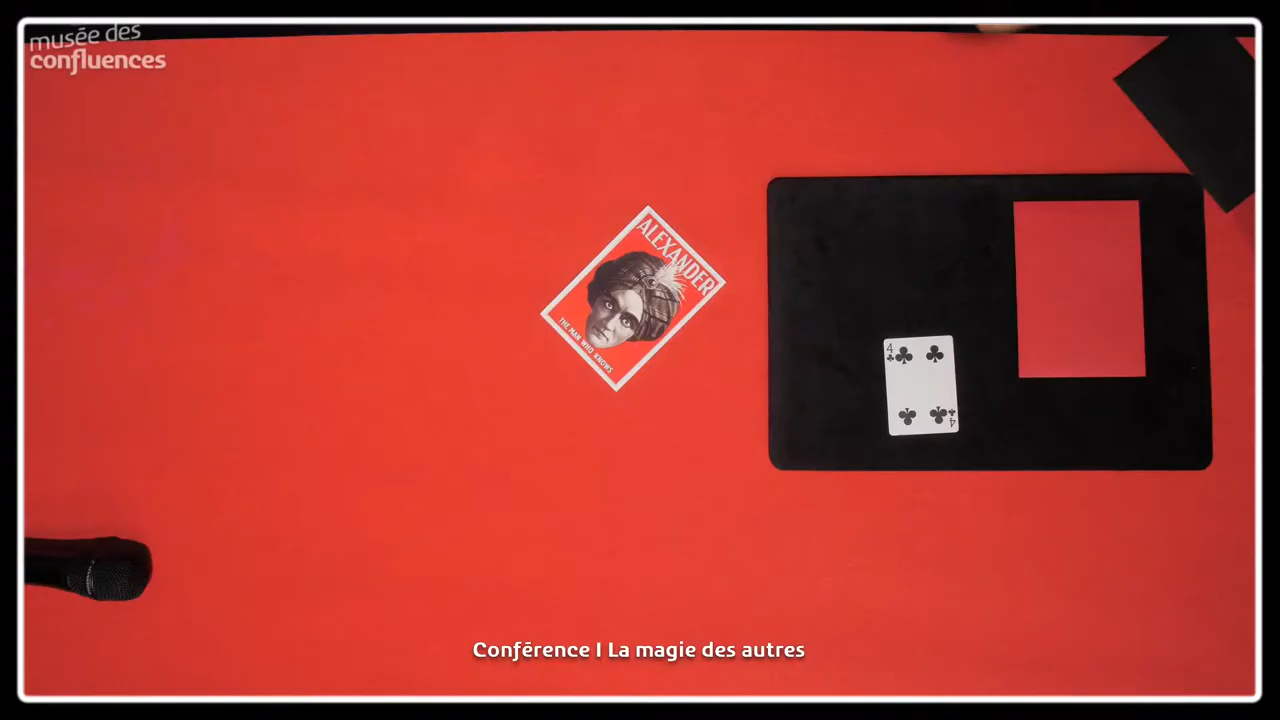 musée des
confluences
ALEXANDER
THE MAN WHO KNOWS
4
4
Conférence I La magie des autres